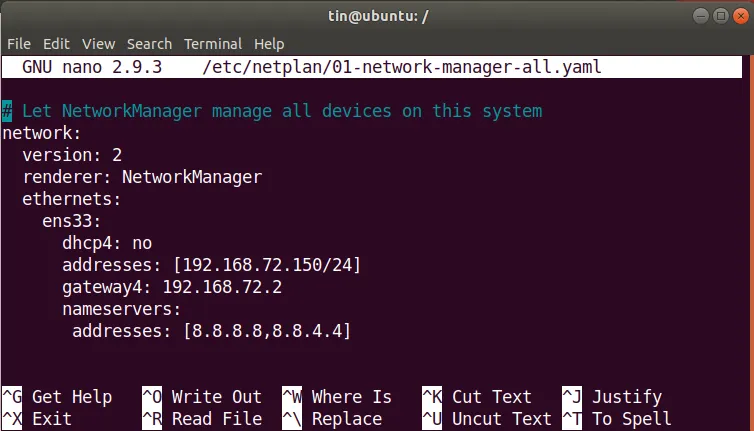 tin@ubuntu: /
File Edit View Search Terminal Help
GNU nano 2.9.3 /etc/netplan/01-network-manager-all.yaml
# Let NetworkManager manage all devices on this system
network:
  version: 2
  renderer: NetworkManager
  ethernets:
    ens33:
      dhcp4: no
      addresses: [192.168.72.150/24]
      gateway4: 192.168.72.2
      nameservers:
       addresses: [8.8.8.8,8.8.4.4]
^G Get Help ^O Write Out ^W Where Is ^K Cut Text ^J Justify
^X Exit ^R Read File ^\ Replace ^U Uncut Text ^T To Spell